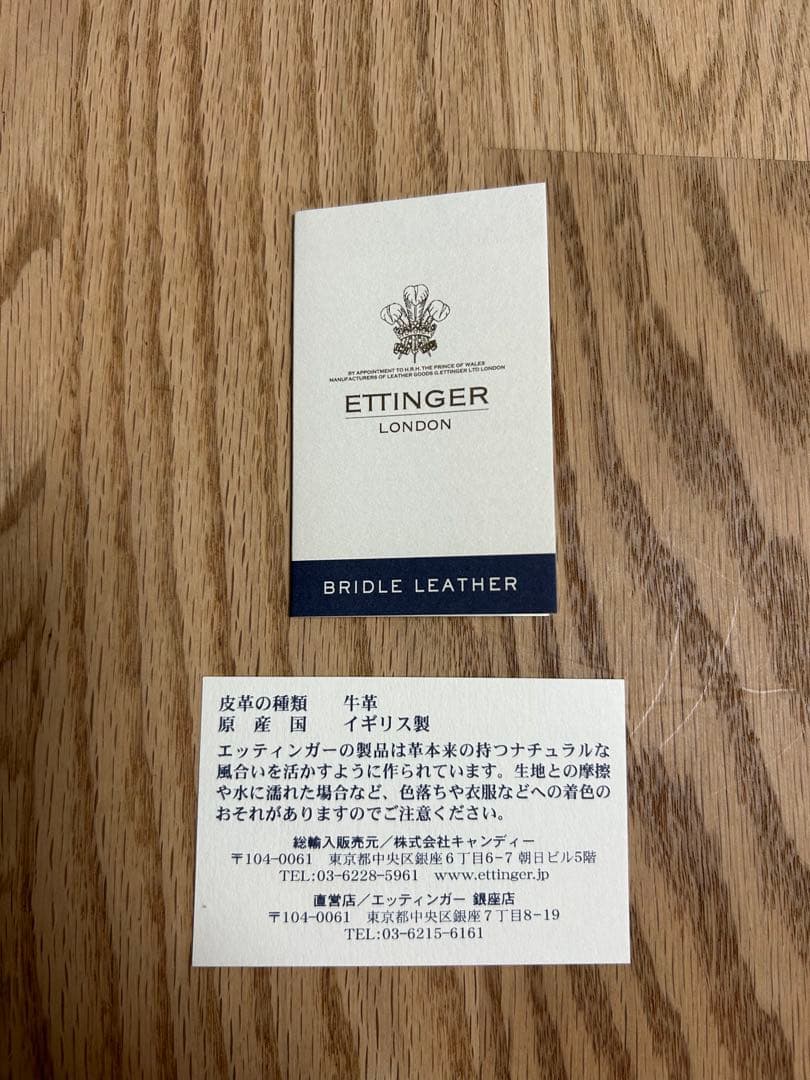 BY APPOINTMENT TO H.R.H. THE PRINCE OF WALES
MANUFACTURERS OF LEATHER GOODS G.ETTINGER LTD LONDON
ETTINGER
LONDON
BRIDLE LEATHER
皮革の種類　牛革
原産国　イギリス製
エッティンガーの製品は革本来の持つナチュラルな
風合いを活かすように作られています。生地との摩擦
や水に濡れた場合など、色落ちや衣服などへの着色の
おそれがありますのでご注意ください。
総輸入販売元／株式会社キャンディー
〒104-0061　東京都中央区銀座6丁目6-7 朝日ビル5階
TEL:03-6228-5961　www.ettinger.jp
直営店／エッティンガー 銀座店
〒104-0061　東京都中央区銀座7丁目8-19
TEL:03-6215-6161